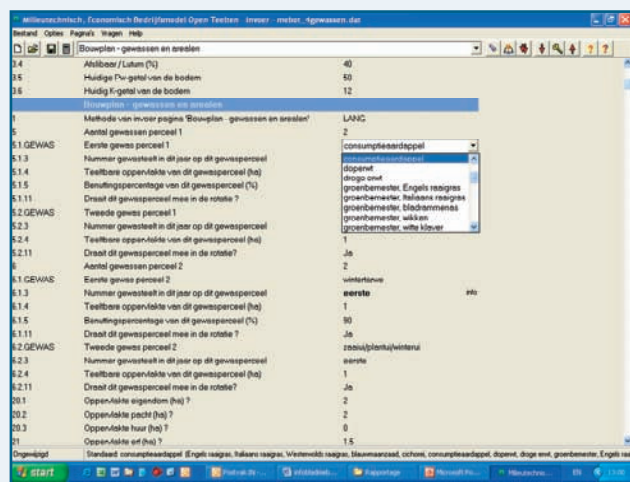 Milieutechnisch, Economisch Bedrijfsmodel Open Teelten - Invoer - mebot_4gewassen.dat
Bestand Opties Pagina's Vragen Help
Bouwplan - gewassen en arealen
3.4 Afslibbaar / Lutum (%) 40
3.5 Huidige Pw-getal van de bodem 50
3.6 Huidig K-getal van de bodem 12
Bouwplan - gewassen en arealen
1 Methode van invoer pagina 'Bouwplan - gewassen en arealen' LANG
5 Aantal gewassen perceel 1 2
5.1.GEWAS Eerste gewas perceel 1 consumptieaardappel
consumptieaardappel
5.1.3 Nummer gewasteelt in dit jaar op dit gewasperceel doperwt
droge erwt
5.1.4 Teeltbare oppervlakte van dit gewasperceel (ha) groenbemester, Engels raaigras
5.1.5 Benuttingspercentage van dit gewasperceel (%) groenbemester, Italiaans raaigras
5.1.11 Draait dit gewasperceel mee in de rotatie ? groenbemester, bladrammenas
5.2.GEWAS Tweede gewas perceel 1 groenbemester, wikken
5.2.3 Nummer gewasteelt in dit jaar op dit gewasperceel groenbemester, witte klaver
5.2.4 Teeltbare oppervlakte van dit gewasperceel (ha) 1
5.2.11 Draait dit gewasperceel mee in de rotatie? Ja
6 Aantal gewassen perceel 2 2
6.1.GEWAS Eerste gewas perceel 2 wintertarwe
6.1.3 Nummer gewasteelt in dit jaar op dit gewasperceel eerste info
6.1.4 Teeltbare oppervlakte van dit gewasperceel (ha) 1
6.1.5 Benuttingspercentage van dit gewasperceel (%) 90
6.1.11 Draait dit gewasperceel mee in de rotatie ? Ja
6.2.GEWAS Tweede gewas perceel 2 zaaiui/plantui/winterui
6.2.3 Nummer gewasteelt in dit jaar op dit gewasperceel eerste
6.2.4 Teeltbare oppervlakte van dit gewasperceel (ha) 1
6.2.11 Draait dit gewasperceel mee in de rotatie? Ja
20.1 Oppervlakte eigendom (ha) ? 2
20.2 Oppervlakte pacht (ha) ? 2
20.3 Oppervlakte huur (ha) ? 0
21 Oppervlakte erf (ha) ? 1.5
Ongewijzigd Standaard: consumptieaardappel (Engels raaigras, Italiaans raaigras, Westerwolds raaigras, blauwmaanzaad, cichorei, consumptieaardappel, doperwt, droge erwt, groenbemester, Engels raa
start Postvak IN -... Rapportage Microsoft Po... Milieutechnis... EN 13:00